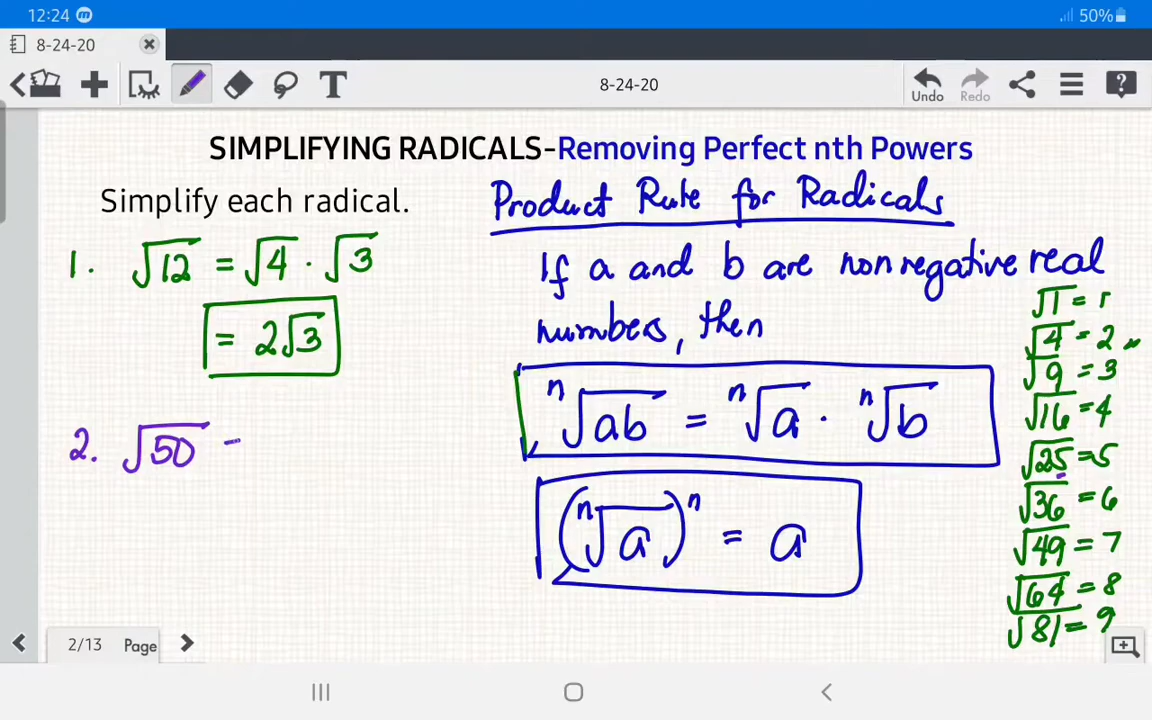 12:24 50%
8-24-20
T 8-24-20 Undo Redo ?
SIMPLIFYING RADICALS-Removing Perfect nth Powers
Simplify each radical.
1. √12 = √4 · √3
= 2√3
2. √50 =
Product Rule for Radicals
If a and b are nonnegative real
numbers, then
ⁿ√ab = ⁿ√a · ⁿ√b
(ⁿ√a)ⁿ = a
√1 = 1
√4 = 2
√9 = 3
√16 = 4
√25 = 5
√36 = 6
√49 = 7
√64 = 8
√81 = 9
2/13 Page